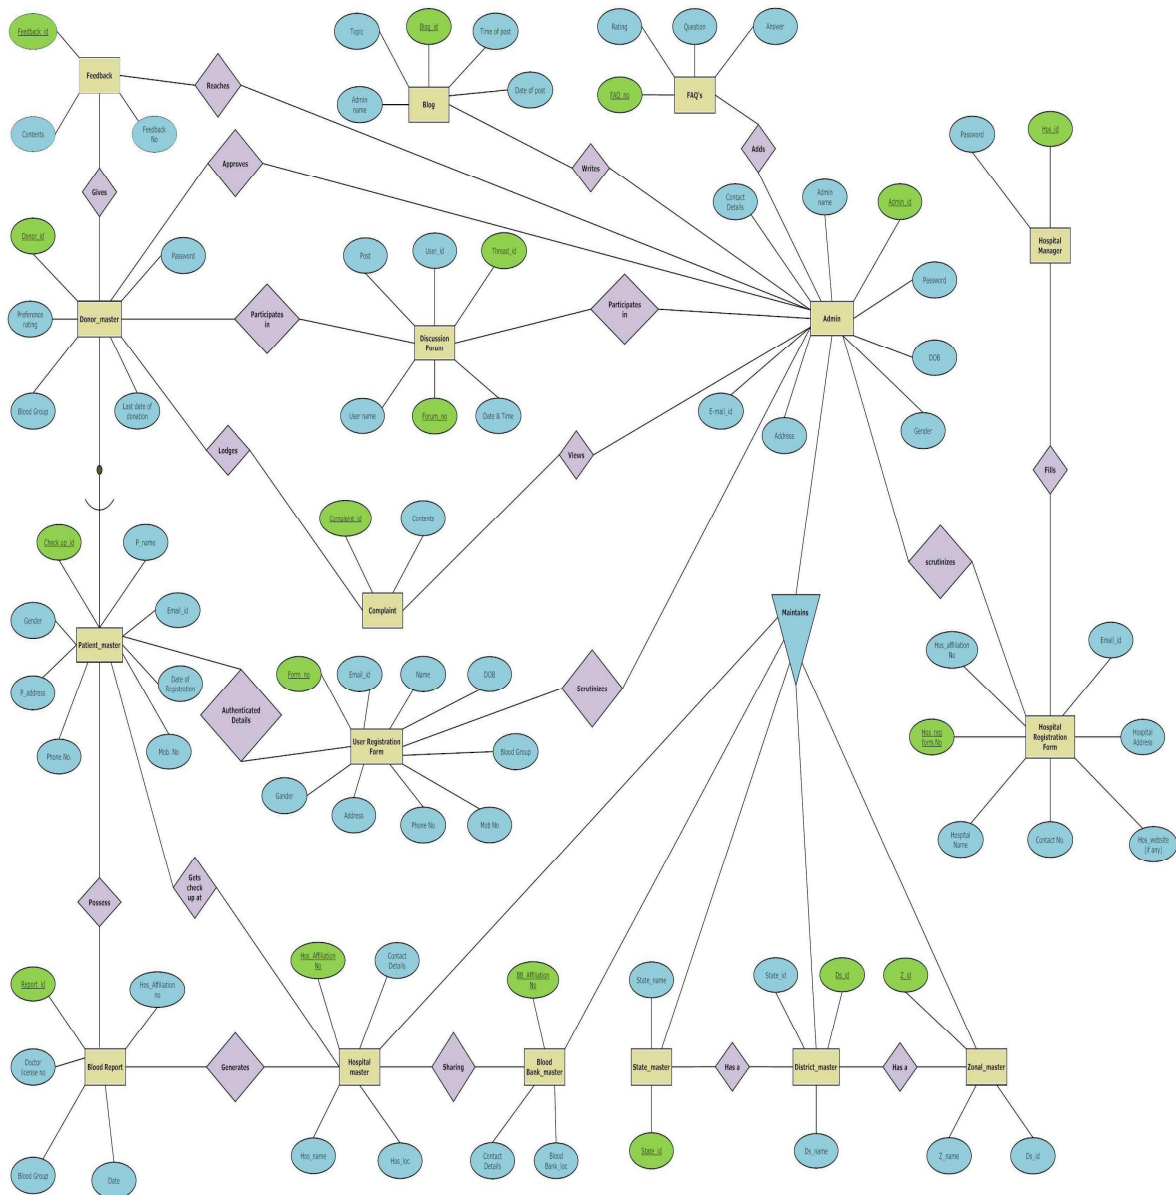 Feedback_id
Topic
Blog_id
Time of post
Rating
Question
Answer
Feedback
Reaches
Admin
name
Blog
Date of post
FAQ_no
FAQ's
Contents
Feedback
No
Password
Hos_id
Approves
Writes
Adds
Gives
Contact
Details
Admin
name
Admin_id
Donor_id
Password
Post
User_id
Thread_id
Hospital
Manager
Password
Preference
rating
Donor_master
Participates
in
Discussion
Forum
Participates
in
Admin
DOB
Blood Group
Last date of
donation
User name
Forum_no
Date & Time
E-mail_id
Address
Gender
Lodges
Views
Fills
Complaint_id
Contents
Check up_id
P_name
scrutinizes
Complaint
Maintains
Gender
Email_id
Patient_master
Hos_affiliation
No
Email_id
P_address
Date of
Registration
Form_no
Email_id
Name
DOB
Scrutinizes
Authenticated
Details
Phone No.
Mob. No
User Registration
Form
Blood Group
Hos_reg
form No
Hospital
Registration
Form
Hospital
Address
Gander
Address
Phone No
Mob No
Hospital
Name
Contact No.
Hos_website
(if any)
Possess
Gets
check
up at
Report_id
Hos_Affiliation
no
Hos_Affiliation
No
Contact
Details
BB_Affiliation
No
State_name
State_id
Ds_id
Z_id
Doctor
license no
Blood Report
Generates
Hospital
master
Sharing
Blood
Bank_master
State_master
Has a
District_master
Has a
Zonal_master
Blood Group
Date
Hos_name
Hos_loc
Contact
Details
Blood
Bank_loc
State_id
Ds_name
Z_name
Ds_id